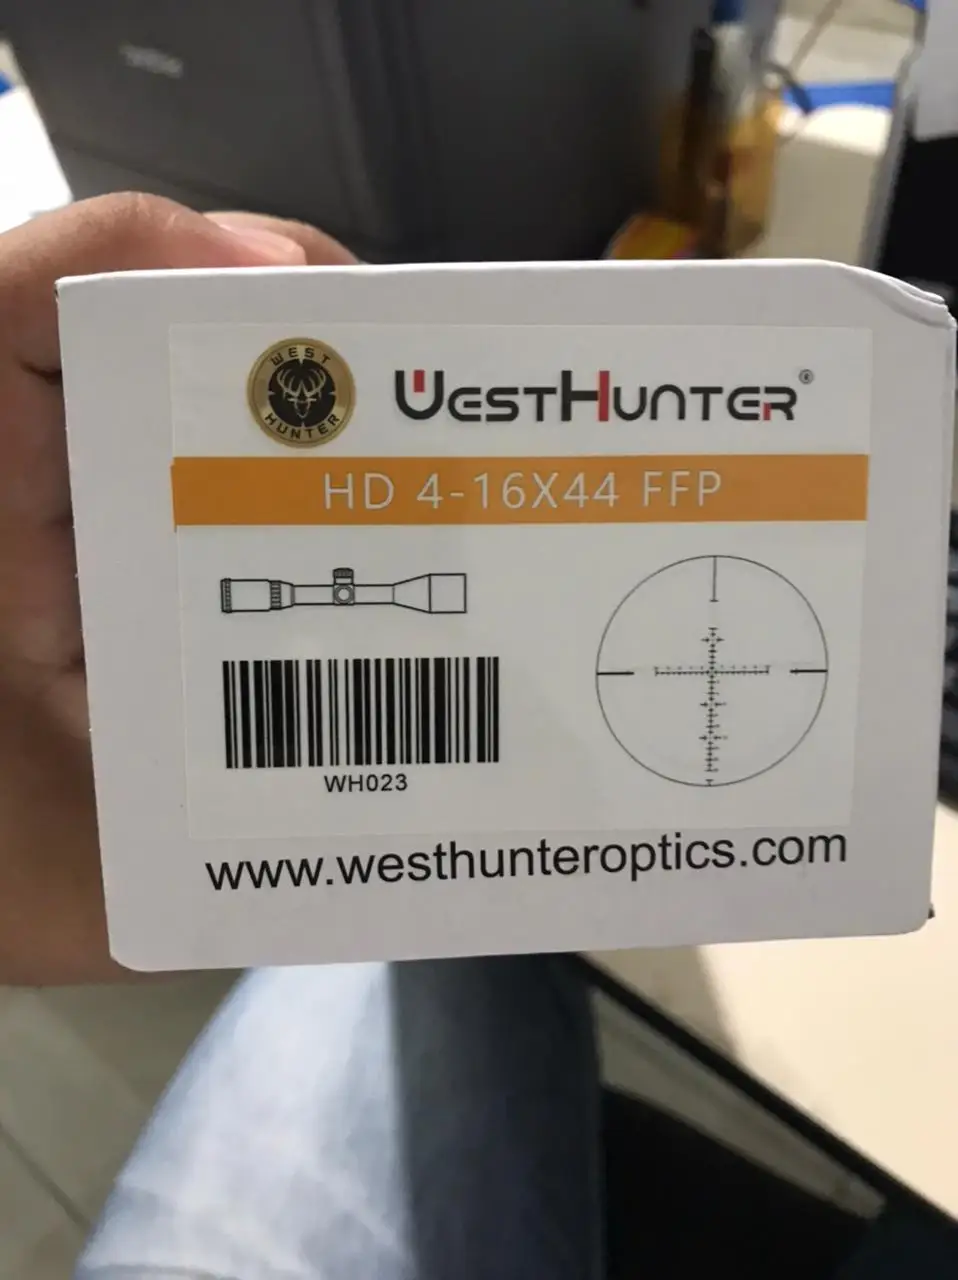 WEST
HUNTER
WESTHUNTER®
HD 4-16X44 FFP
WH023
www.westhunteroptics.com